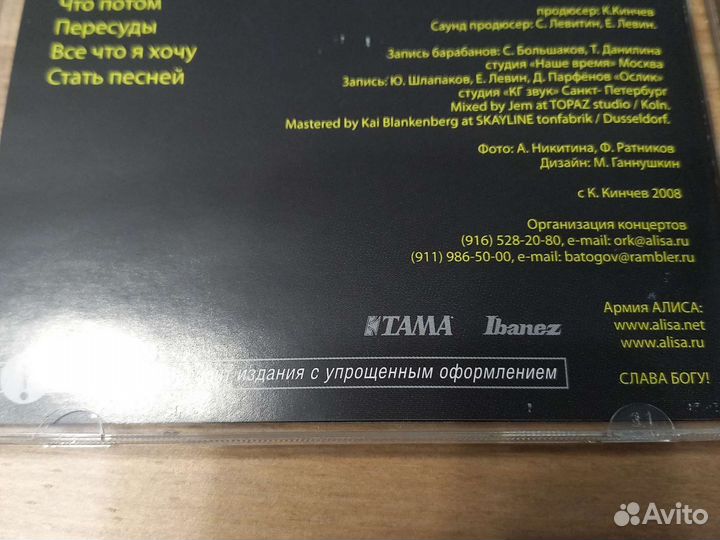 Что потом
Пересуды
Все что я хочу
Стать песней
продюсер: К.Кинчев
Саунд продюсер: С. Левитин, Е. Левин.
Запись барабанов: С. Большаков, Т. Данилина
студия «Наше время» Москва
Запись: Ю. Шлапаков, Е. Левин, Д. Парфёнов «Ослик»
студия «КГ звук» Санкт- Петербург
Mixed by Jem at TOPAZ studio / Koln.
Mastered by Kai Blankenberg at SKAYLINE tonfabrik / Dusseldorf.
Фото: А. Никитина, Ф. Ратников
Дизайн: М. Ганнушкин
с К. Кинчев 2008
Организация концертов
(916) 528-20-80, e-mail: ork@alisa.ru
(911) 986-50-00, e-mail: batogov@rambler.ru
TAMA Ibanez
Армия АЛИСА:
www.alisa.net
www.alisa.ru
издания с упрощенным оформлением
СЛАВА БОГУ!
Avito